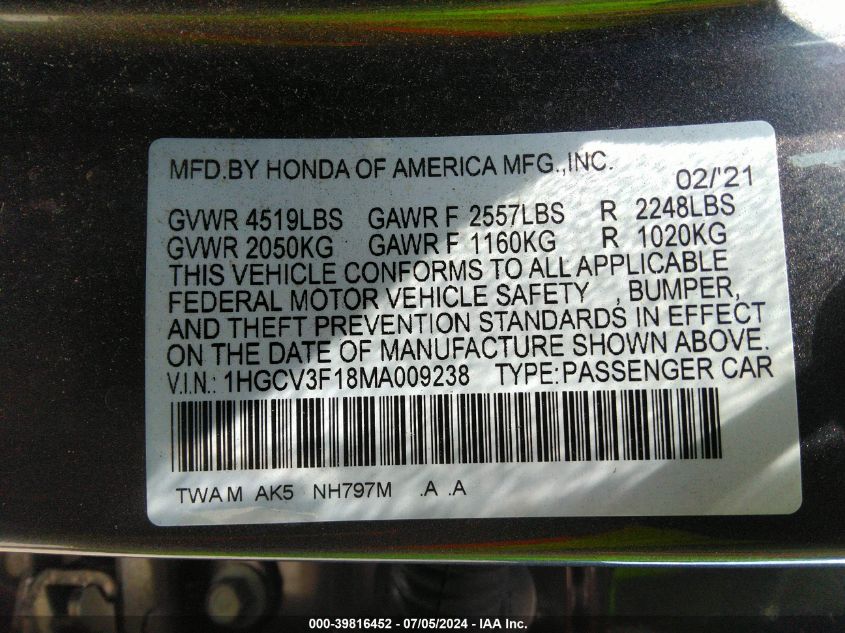 MFD.BY HONDA OF AMERICA MFG.,INC. 02/'21
GVWR 4519LBS GAWR F 2557LBS R 2248LBS
GVWR 2050KG GAWR F 1160KG R 1020KG
THIS VEHICLE CONFORMS TO ALL APPLICABLE
FEDERAL MOTOR VEHICLE SAFETY , BUMPER,
AND THEFT PREVENTION STANDARDS IN EFFECT
ON THE DATE OF MANUFACTURE SHOWN ABOVE.
V.I.N.: 1HGCV3F18MA009238 TYPE:PASSENGER CAR
TWA M AK5 NH797M .A .A
000-39816452 - 07/05/2024 - IAA Inc.